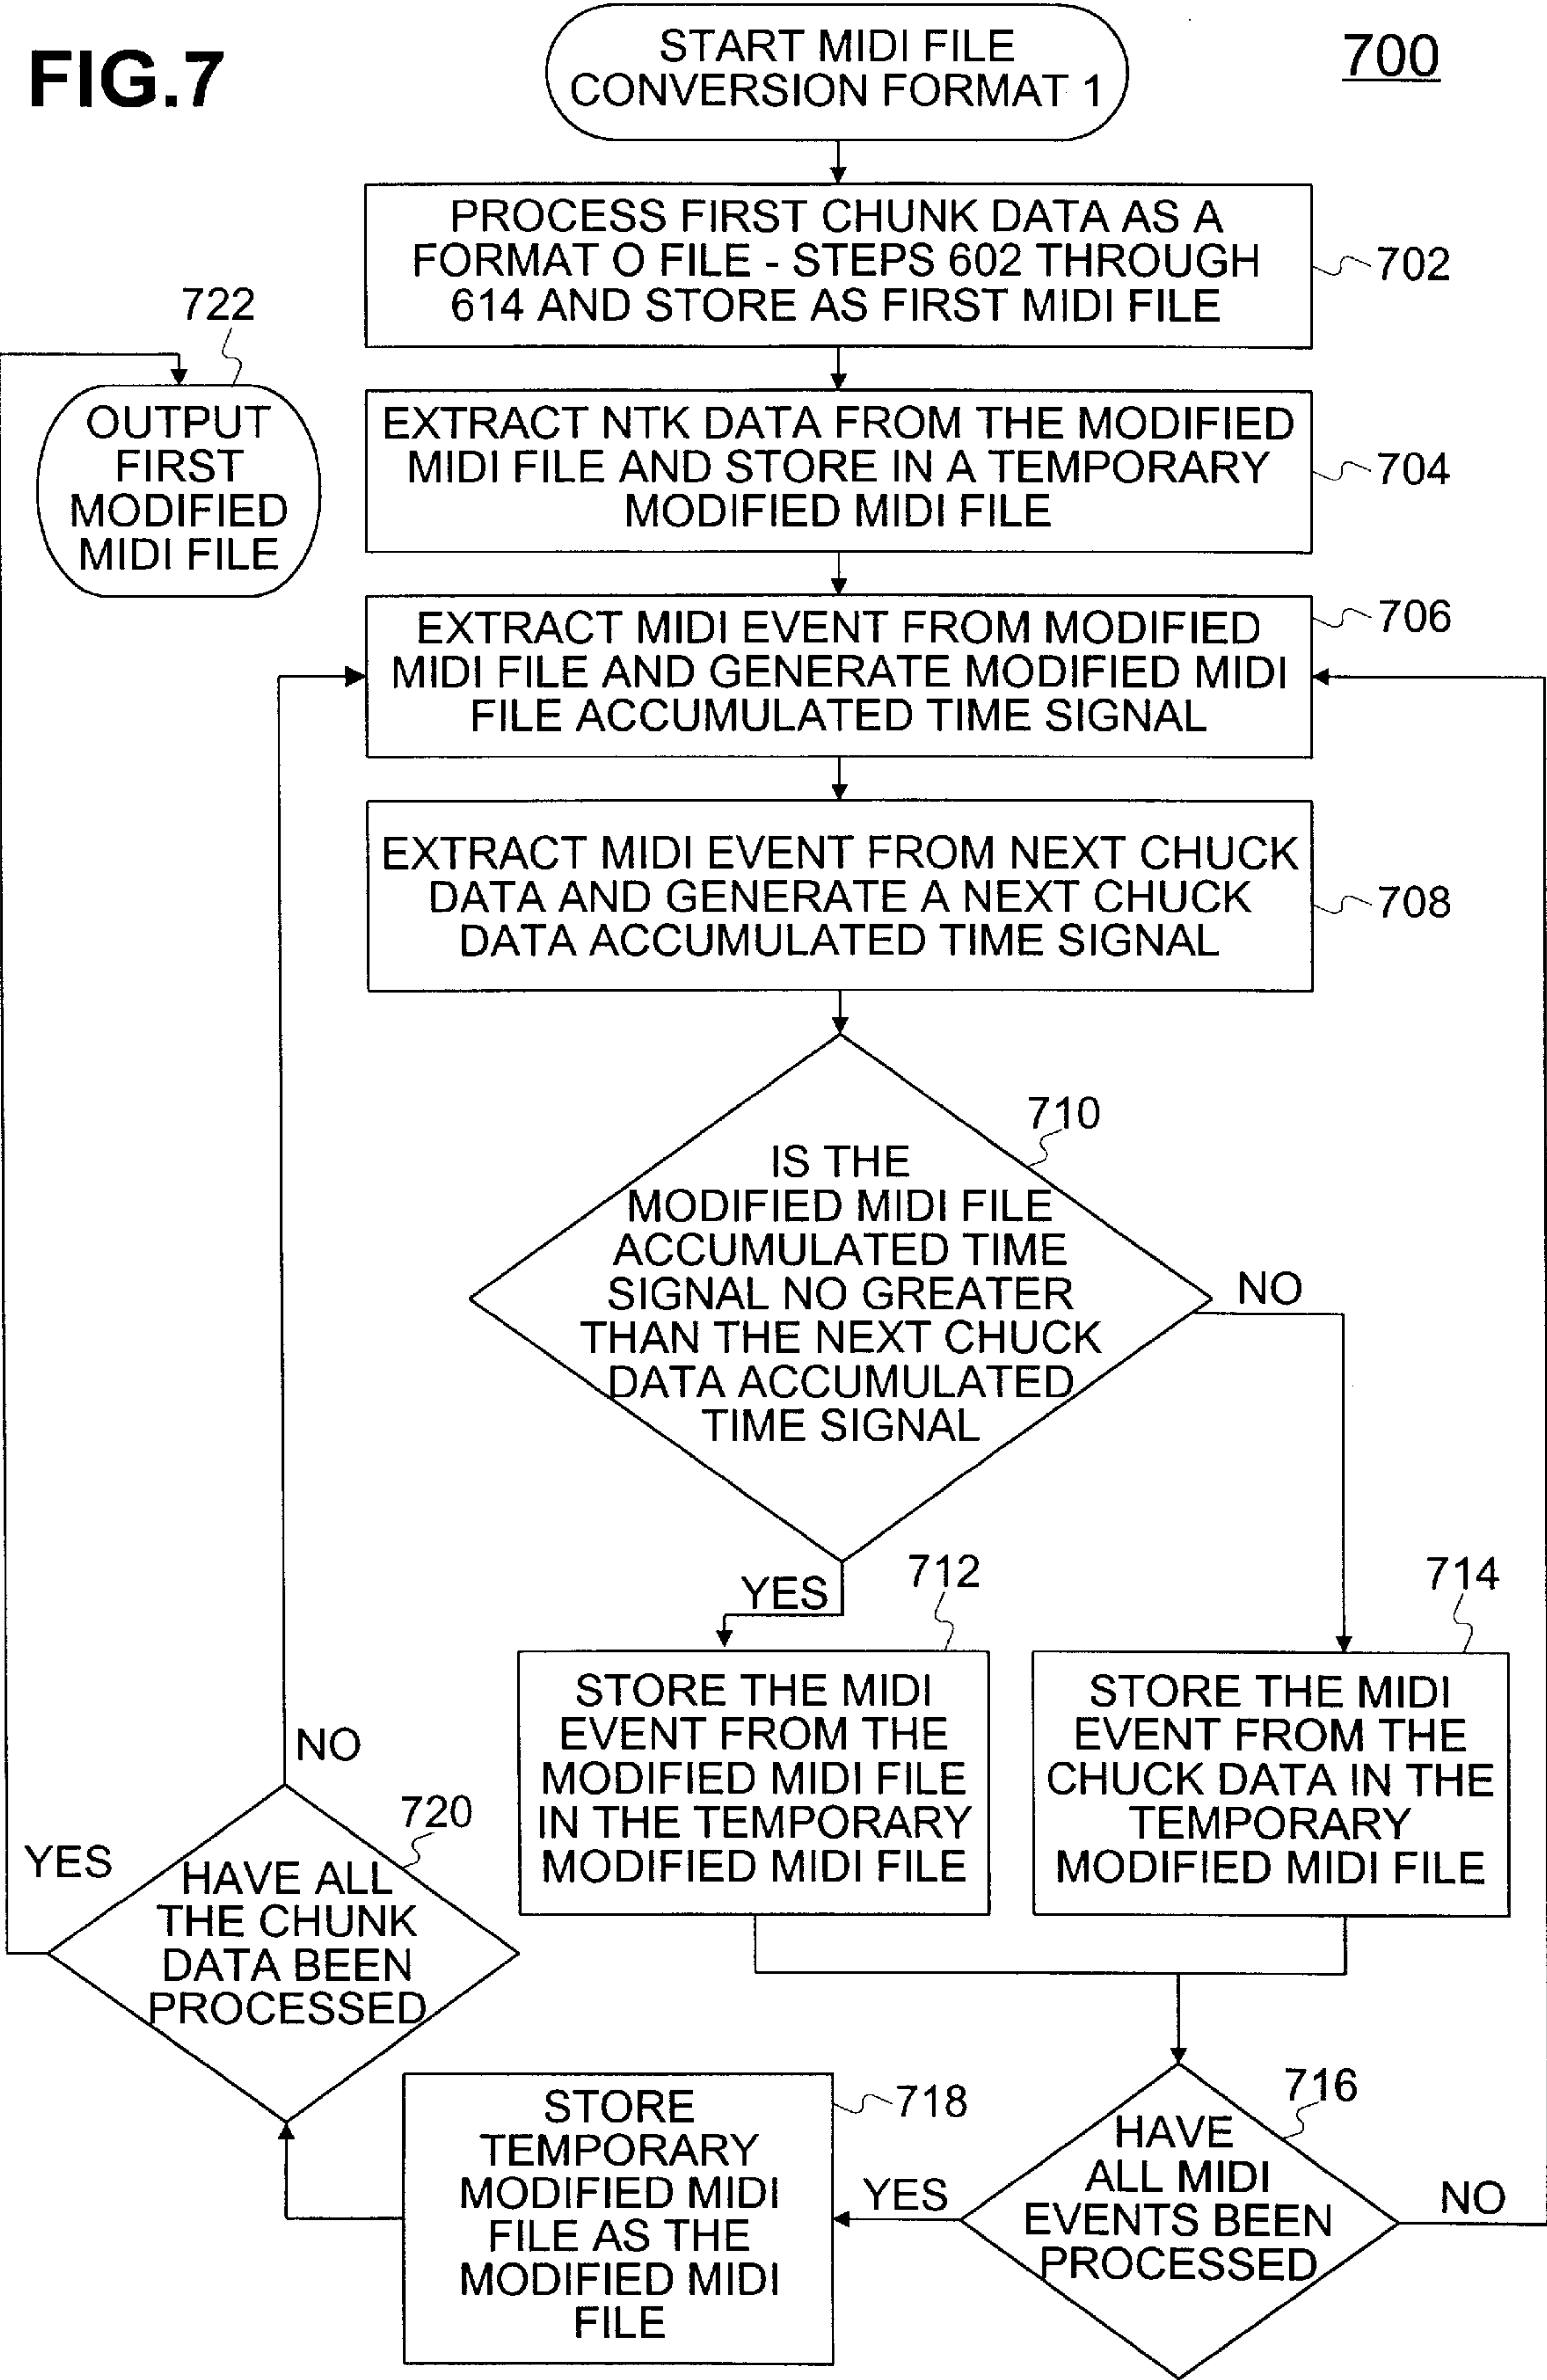 FIG.7
700
START MIDI FILE
CONVERSION FORMAT 1
PROCESS FIRST CHUNK DATA AS A
FORMAT O FILE - STEPS 602 THROUGH
614 AND STORE AS FIRST MIDI FILE
702
722
OUTPUT
FIRST
MODIFIED
MIDI FILE
EXTRACT NTK DATA FROM THE MODIFIED
MIDI FILE AND STORE IN A TEMPORARY
MODIFIED MIDI FILE
704
EXTRACT MIDI EVENT FROM MODIFIED
MIDI FILE AND GENERATE MODIFIED MIDI
FILE ACCUMULATED TIME SIGNAL
706
EXTRACT MIDI EVENT FROM NEXT CHUCK
DATA AND GENERATE A NEXT CHUCK
DATA ACCUMULATED TIME SIGNAL
708
710
IS THE
MODIFIED MIDI FILE
ACCUMULATED TIME
SIGNAL NO GREATER
THAN THE NEXT CHUCK
DATA ACCUMULATED
TIME SIGNAL
NO
YES
712
STORE THE MIDI
EVENT FROM THE
MODIFIED MIDI FILE
IN THE TEMPORARY
MODIFIED MIDI FILE
714
STORE THE MIDI
EVENT FROM THE
CHUCK DATA IN THE
TEMPORARY
MODIFIED MIDI FILE
NO
720
YES
HAVE ALL
THE CHUNK
DATA BEEN
PROCESSED
STORE
TEMPORARY
MODIFIED MIDI
FILE AS THE
MODIFIED MIDI
FILE
718
YES
716
HAVE
ALL MIDI
EVENTS BEEN
PROCESSED
NO